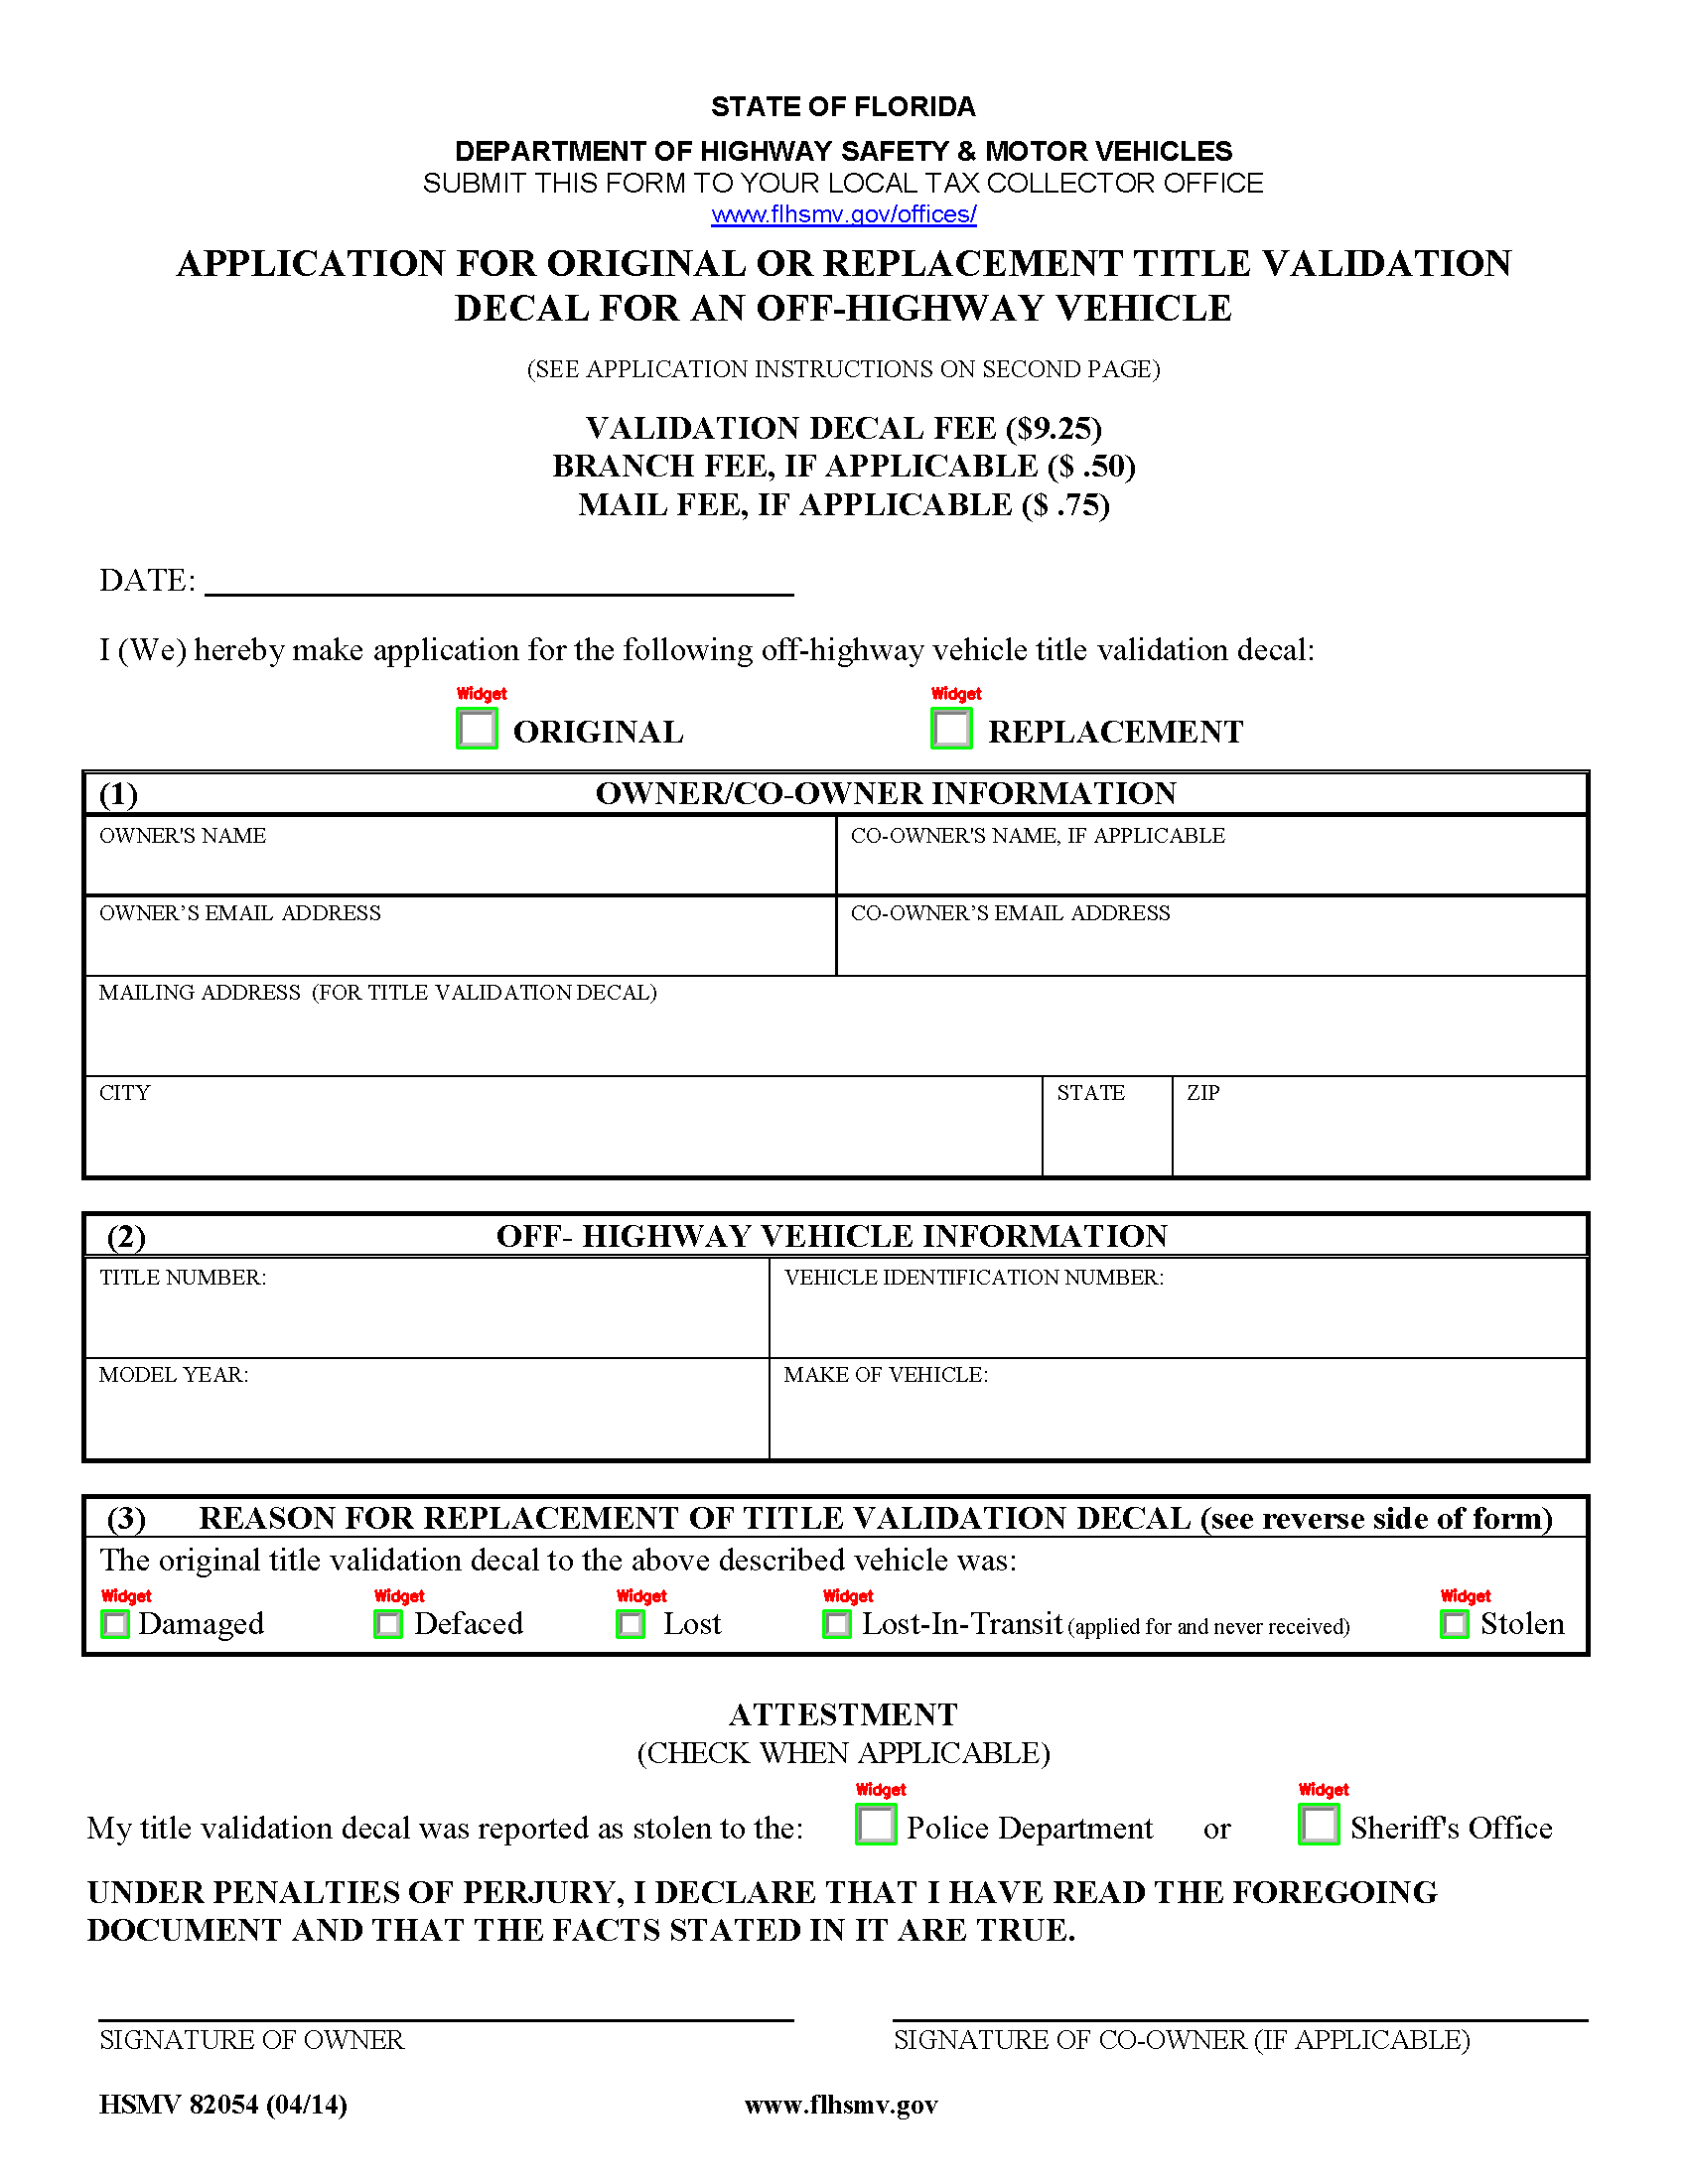 STATE OF FLORIDA
DEPARTMENT OF HIGHWAY SAFETY & MOTOR VEHICLES
SUBMIT THIS FORM TO YOUR LOCAL TAX COLLECTOR OFFICE
www.flhsmv.gov/offices/
APPLICATION FOR ORIGINAL OR REPLACEMENT TITLE VALIDATION
DECAL FOR AN OFF-HIGHWAY VEHICLE
(SEE APPLICATION INSTRUCTIONS ON SECOND PAGE)
VALIDATION DECAL FEE ($9.25)
BRANCH FEE, IF APPLICABLE ($ .50)
MAIL FEE, IF APPLICABLE ($ .75)
DATE:
I (We) hereby make application for the following off-highway vehicle title validation decal:
Widget Widget
ORIGINAL REPLACEMENT
(1) OWNER/CO-OWNER INFORMATION
OWNER'S NAME CO-OWNER'S NAME, IF APPLICABLE
OWNER’S EMAIL ADDRESS CO-OWNER’S EMAIL ADDRESS
MAILING ADDRESS (FOR TITLE VALIDATION DECAL)
CITY STATE ZIP
(2) OFF- HIGHWAY VEHICLE INFORMATION
TITLE NUMBER: VEHICLE IDENTIFICATION NUMBER:
MODEL YEAR: MAKE OF VEHICLE:
(3) REASON FOR REPLACEMENT OF TITLE VALIDATION DECAL (see reverse side of form)
The original title validation decal to the above described vehicle was:
Widget Widget Widget Widget Widget
Damaged Defaced Lost Lost-In-Transit (applied for and never received) Stolen
ATTESTMENT
(CHECK WHEN APPLICABLE)
Widget Widget
My title validation decal was reported as stolen to the: Police Department or Sheriff's Office
UNDER PENALTIES OF PERJURY, I DECLARE THAT I HAVE READ THE FOREGOING
DOCUMENT AND THAT THE FACTS STATED IN IT ARE TRUE.
SIGNATURE OF OWNER SIGNATURE OF CO-OWNER (IF APPLICABLE)
HSMV 82054 (04/14) www.flhsmv.gov